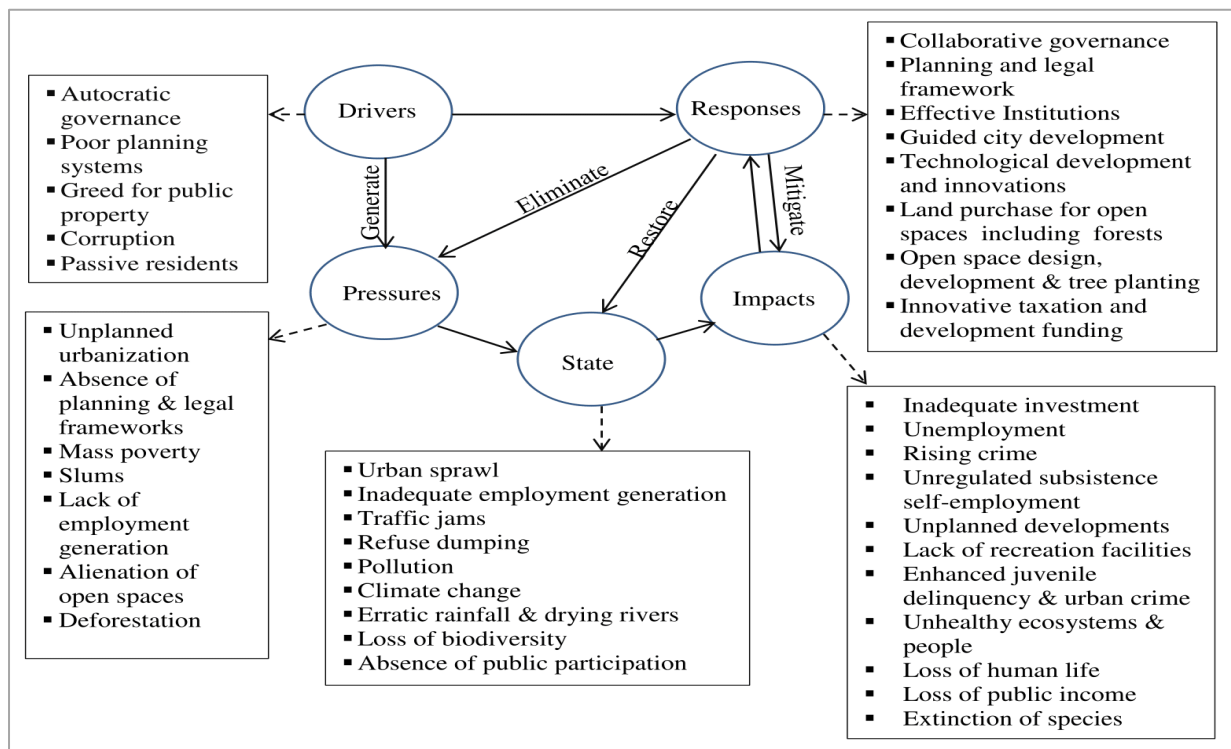 Drivers
Responses
Pressures
State
Impacts
Generate
Eliminate
Restore
Mitigate
▪ Autocratic
governance
▪ Poor planning
systems
▪ Greed for public
property
▪ Corruption
▪ Passive residents
▪ Collaborative governance
▪ Planning and legal
framework
▪ Effective Institutions
▪ Guided city development
▪ Technological development
and innovations
▪ Land purchase for open
spaces including forests
▪ Open space design,
development & tree planting
▪ Innovative taxation and
development funding
▪ Unplanned
urbanization
▪ Absence of
planning & legal
frameworks
▪ Mass poverty
▪ Slums
▪ Lack of
employment
generation
▪ Alienation of
open spaces
▪ Deforestation
▪ Urban sprawl
▪ Inadequate employment generation
▪ Traffic jams
▪ Refuse dumping
▪ Pollution
▪ Climate change
▪ Erratic rainfall & drying rivers
▪ Loss of biodiversity
▪ Absence of public participation
▪ Inadequate investment
▪ Unemployment
▪ Rising crime
▪ Unregulated subsistence
self-employment
▪ Unplanned developments
▪ Lack of recreation facilities
▪ Enhanced juvenile
delinquency & urban crime
▪ Unhealthy ecosystems &
people
▪ Loss of human life
▪ Loss of public income
▪ Extinction of species